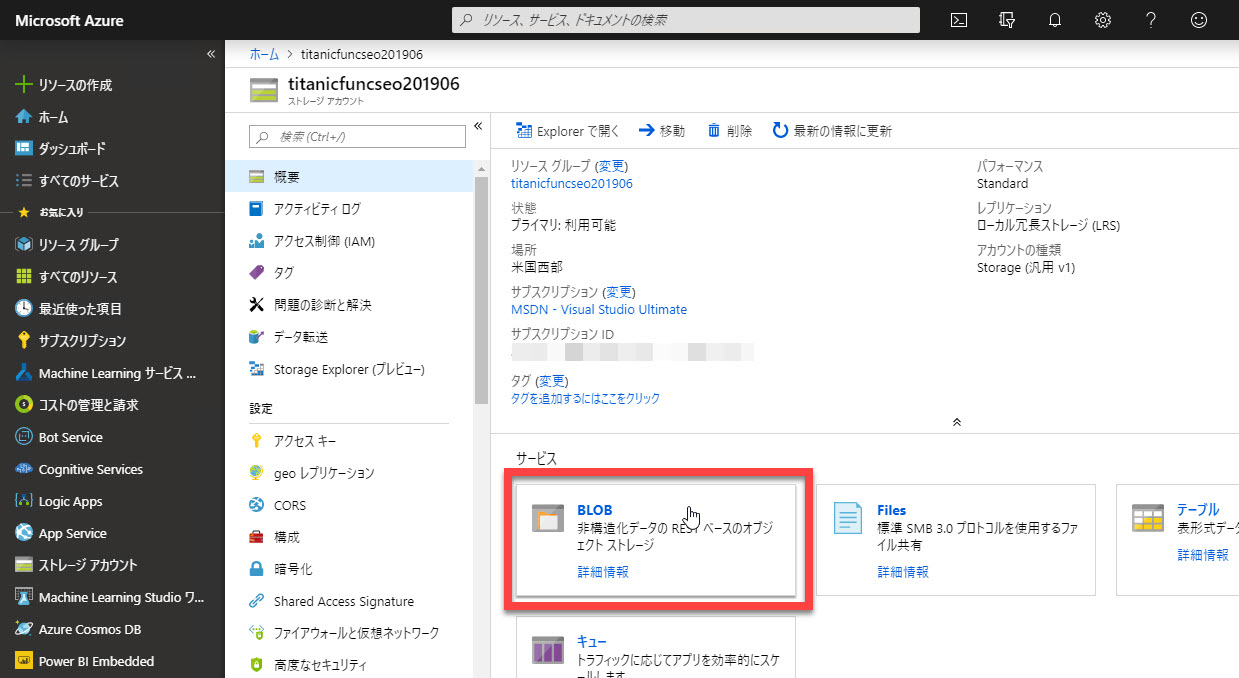 Microsoft Azure
リソース、サービス、ドキュメントの検索
«
リソースの作成
ホーム
ダッシュボード
すべてのサービス
お気に入り
リソース グループ
すべてのリソース
最近使った項目
サブスクリプション
Machine Learning サービス ...
コストの管理と請求
Bot Service
Cognitive Services
Logic Apps
App Service
ストレージ アカウント
Machine Learning Studio ワ...
Azure Cosmos DB
Power BI Embedded
ホーム > titanicfuncseo201906
titanicfuncseo201906
ストレージ アカウント
検索 (Ctrl+/)
«
概要
アクティビティ ログ
アクセス制御 (IAM)
タグ
問題の診断と解決
データ転送
Storage Explorer (プレビュー)
設定
アクセス キー
geo レプリケーション
CORS
構成
暗号化
Shared Access Signature
ファイアウォールと仮想ネットワーク
高度なセキュリティ
Explorer で開く 移動 削除 最新の情報に更新
リソース グループ (変更)
titanicfuncseo201906
状態
プライマリ: 利用可能
場所
米国西部
サブスクリプション (変更)
MSDN - Visual Studio Ultimate
サブスクリプション ID
タグ (変更)
タグを追加するにはここをクリック
パフォーマンス
Standard
レプリケーション
ローカル冗長ストレージ (LRS)
アカウントの種類
Storage (汎用 v1)
サービス
BLOB
非構造化データの REST ベースのオブジ
ェクト ストレージ
詳細情報
Files
標準 SMB 3.0 プロトコルを使用するファ
イル共有
詳細情報
テーブル
表形式デー
詳細情報
キュー
トラフィックに応じてアプリを効率的にスケ
ールします